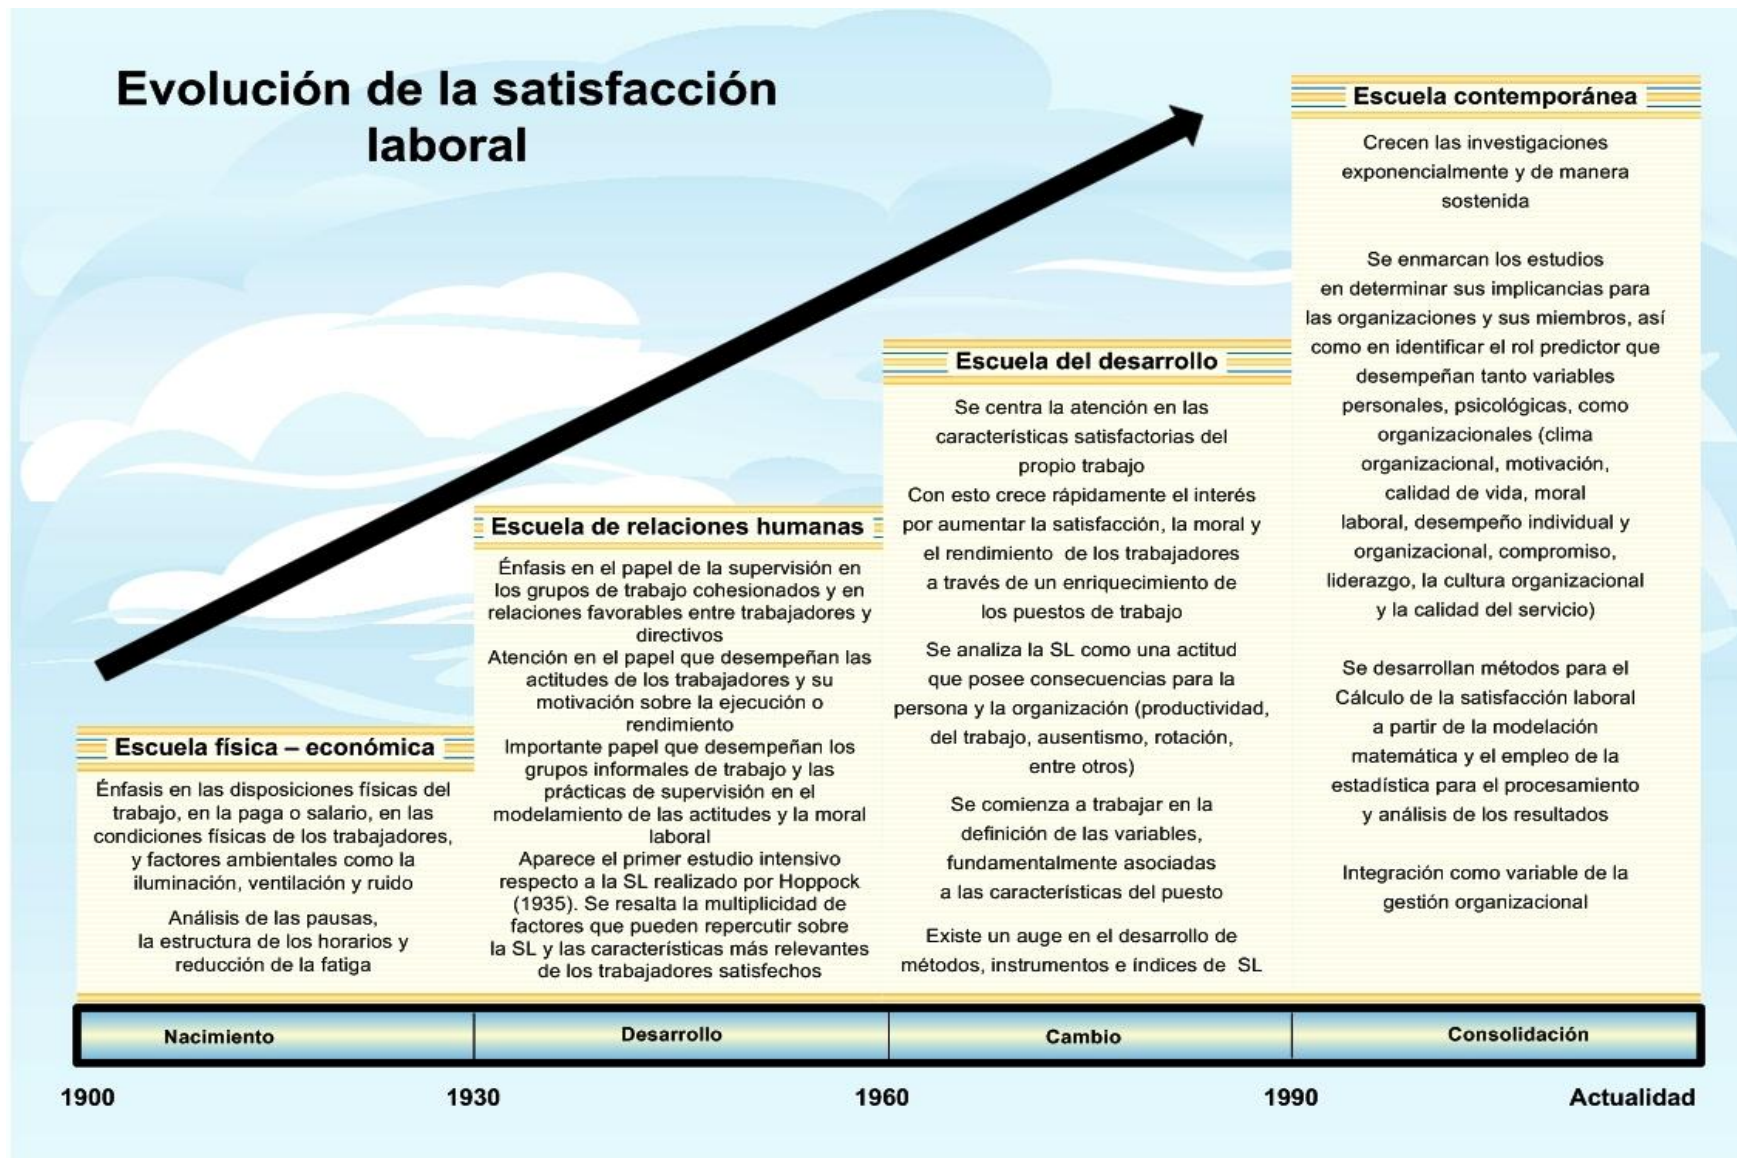 Evolución de la satisfacción
laboral
Escuela física – económica
Énfasis en las disposiciones físicas del
trabajo, en la paga o salario, en las
condiciones físicas de los trabajadores,
y factores ambientales como la
iluminación, ventilación y ruido
Análisis de las pausas,
la estructura de los horarios y
reducción de la fatiga
Escuela de relaciones humanas
Énfasis en el papel de la supervisión en
los grupos de trabajo cohesionados y en
relaciones favorables entre trabajadores y
directivos
Atención en el papel que desempeñan las
actitudes de los trabajadores y su
motivación sobre la ejecución o
rendimiento
Importante papel que desempeñan los
grupos informales de trabajo y las
prácticas de supervisión en el
modelamiento de las actitudes y la moral
laboral
Aparece el primer estudio intensivo
respecto a la SL realizado por Hoppock
(1935). Se resalta la multiplicidad de
factores que pueden repercutir sobre
la SL y las características más relevantes
de los trabajadores satisfechos
Escuela del desarrollo
Se centra la atención en las
características satisfactorias del
propio trabajo
Con esto crece rápidamente el interés
por aumentar la satisfacción, la moral y
el rendimiento de los trabajadores
a través de un enriquecimiento de
los puestos de trabajo
Se analiza la SL como una actitud
que posee consecuencias para la
persona y la organización (productividad,
del trabajo, ausentismo, rotación,
entre otros)
Se comienza a trabajar en la
definición de las variables,
fundamentalmente asociadas
a las características del puesto
Existe un auge en el desarrollo de
métodos, instrumentos e índices de SL
Escuela contemporánea
Crecen las investigaciones
exponencialmente y de manera
sostenida
Se enmarcan los estudios
en determinar sus implicancias para
las organizaciones y sus miembros, así
como en identificar el rol predictor que
desempeñan tanto variables
personales, psicológicas, como
organizacionales (clima
organizacional, motivación,
calidad de vida, moral
laboral, desempeño individual y
organizacional, compromiso,
liderazgo, la cultura organizacional
y la calidad del servicio)
Se desarrollan métodos para el
Cálculo de la satisfacción laboral
a partir de la modelación
matemática y el empleo de la
estadística para el procesamiento
y análisis de los resultados
Integración como variable de la
gestión organizacional
Nacimiento
Desarrollo
Cambio
Consolidación
1900
1930
1960
1990
Actualidad